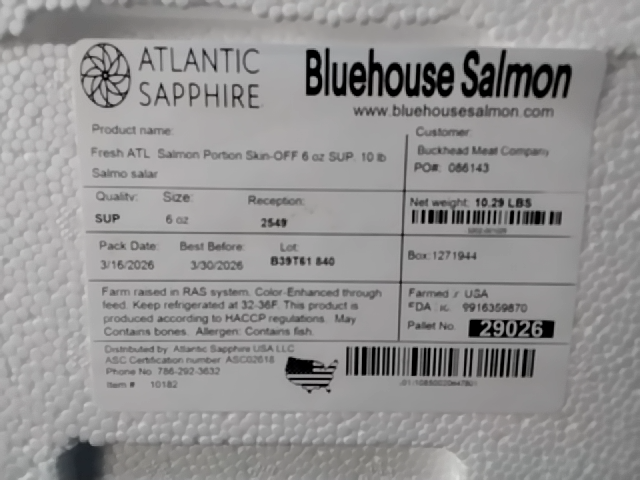 ATLANTIC
SAPPHIRE
Bluehouse Salmon
www.bluehousesalmon.com
Product name:
Fresh ATL Salmon Portion Skin-OFF 6 oz SUP. 10 lb
Salmo salar
Customer:
Buckhead Meat Company
PO#: 066143
Quality: Size: Reception:
SUP 6 oz 2549
Net weight: 10.29 LBS
Pack Date: Best Before: Lot:
3/16/2026 3/30/2026 B39T61 840
Box:1271944
Farm raised in RAS system. Color-Enhanced through
feed. Keep refrigerated at 32-36F. This product is
produced according to HACCP regulations. May
Contains bones. Allergen: Contains fish.
Farmed USA
9916359870
Pallet No. 29026
Distributed by: Atlantic Sapphire USA LLC
ASC Certification number ASC02618
Phone No: 786-292-3632
Item # 10182